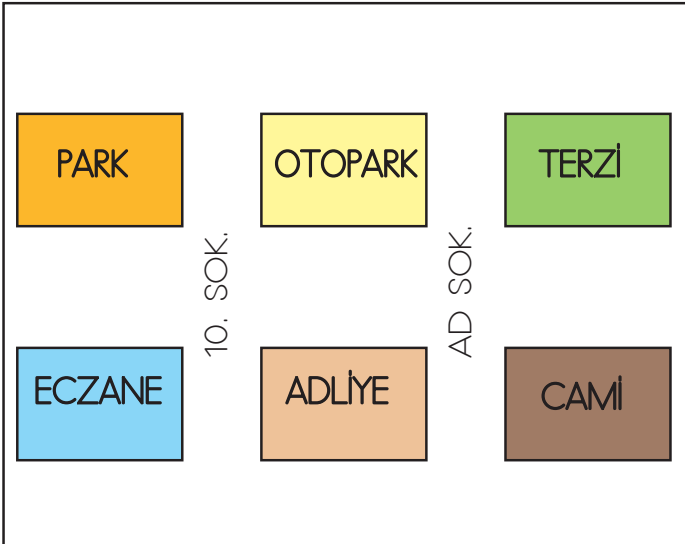 PARK
OTOPARK
TERZİ
10. SOK.
AD SOK.
ECZANE
ADLİYE
CAMİ